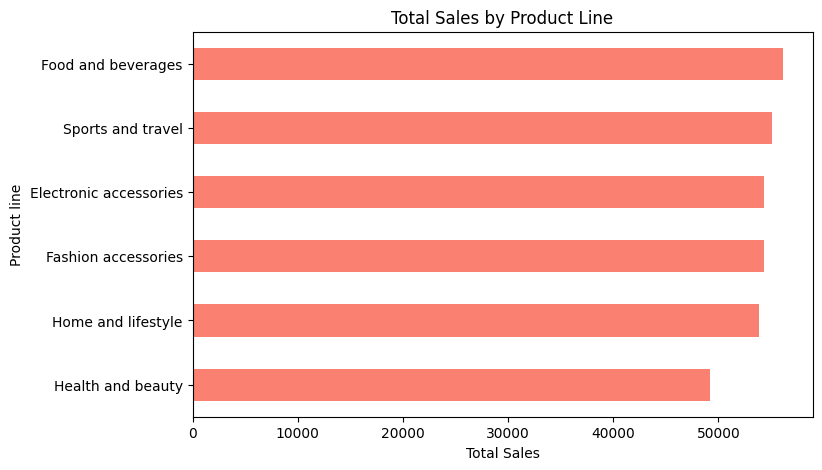 Total Sales by Product Line
Product line
Food and beverages
Sports and travel
Electronic accessories
Fashion accessories
Home and lifestyle
Health and beauty
0 10000 20000 30000 40000 50000
Total Sales